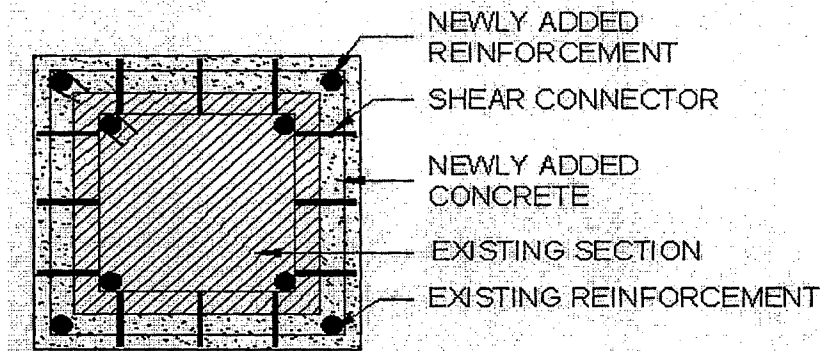 NEWLY ADDED
REINFORCEMENT
SHEAR CONNECTOR
NEWLY ADDED
CONCRETE
EXISTING SECTION
EXISTING REINFORCEMENT